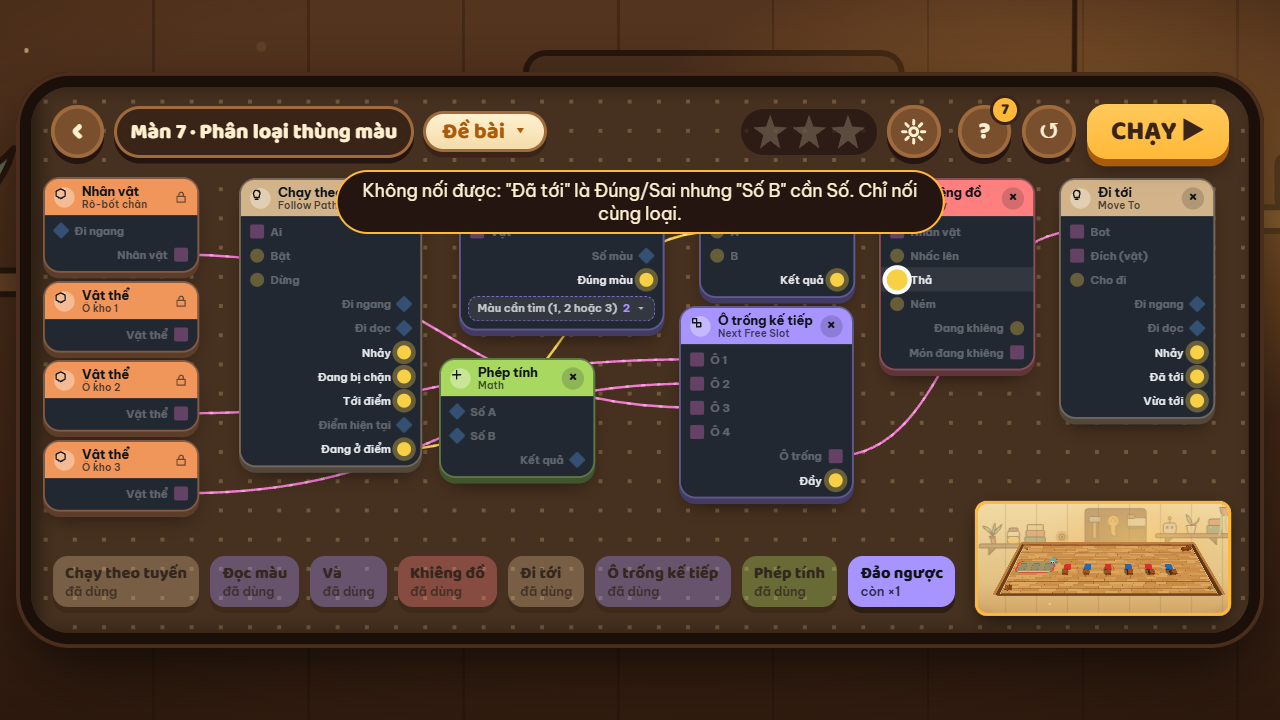 Màn 7 · Phân loại thùng màu
Đề bài
?
7
CHẠY
Không nối được: "Đã tới" là Đúng/Sai nhưng "Số B" cần Số. Chỉ nối
cùng loại.
Nhân vật
Rô-bốt chân
Đi ngang
Nhân vật
Vật thể
Ô kho 1
Vật thể
Vật thể
Ô kho 2
Vật thể
Vật thể
Ô kho 3
Vật thể
Chạy theo
Follow Path
Ai
Bật
Dừng
Đi ngang
Đi dọc
Nhảy
Đang bị chặn
Tới điểm
Điểm hiện tại
Đang ở điểm
Số màu
Đúng màu
Màu cần tìm (1, 2 hoặc 3) 2
Phép tính
Math
Số A
Số B
Kết quả
B
Kết quả
Ô trống kế tiếp
Next Free Slot
Ô 1
Ô 2
Ô 3
Ô 4
Ô trống
Đầy
Nhấc lên
Thả
Ném
Đang khiêng
Món đang khiêng
Đi tới
Move To
Bot
Đích (vật)
Cho đi
Đi ngang
Đi dọc
Nhảy
Đã tới
Vừa tới
Chạy theo tuyến
đã dùng
Đọc màu
đã dùng
Và
đã dùng
Khiêng đồ
đã dùng
Đi tới
đã dùng
Ô trống kế tiếp
đã dùng
Phép tính
đã dùng
Đảo ngược
còn ×1